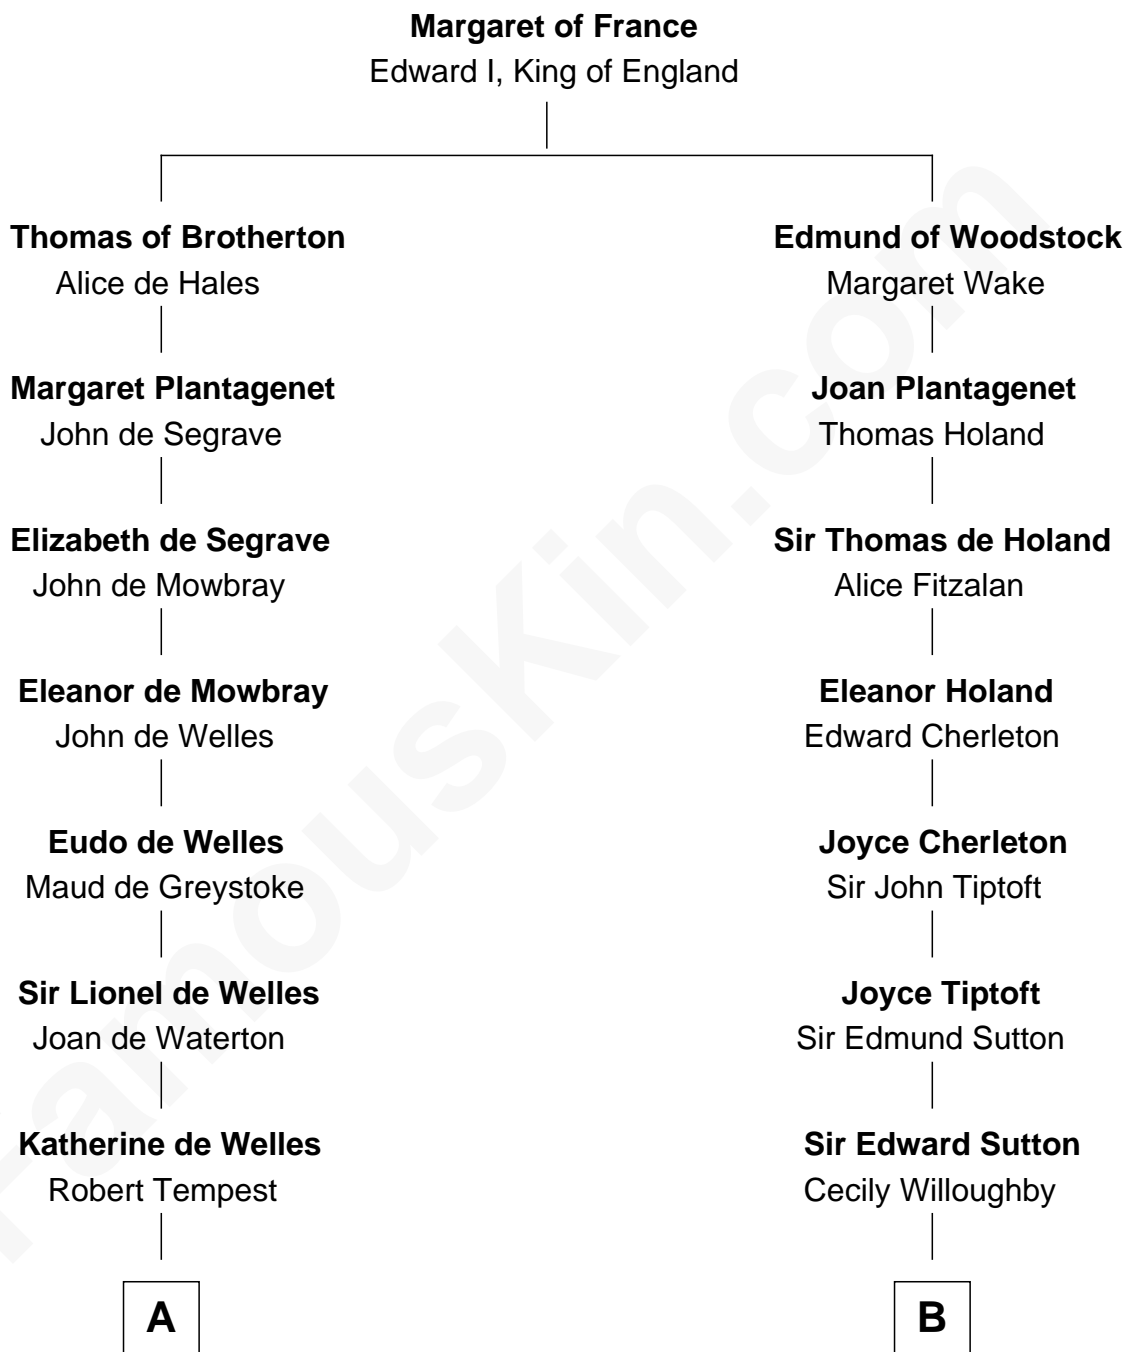 Margaret of France
Edward I, King of England
Thomas of Brotherton
Alice de Hales
Edmund of Woodstock
Margaret Wake
Margaret Plantagenet
John de Segrave
Joan Plantagenet
Thomas Holand
Elizabeth de Segrave
John de Mowbray
Sir Thomas de Holand
Alice Fitzalan
Eleanor de Mowbray
John de Welles
Eleanor Holand
Edward Cherleton
Eudo de Welles
Maud de Greystoke
Joyce Cherleton
Sir John Tiptoft
Sir Lionel de Welles
Joan de Waterton
Joyce Tiptoft
Sir Edmund Sutton
Katherine de Welles
Robert Tempest
Sir Edward Sutton
Cecily Willoughby
A
B
FamousKin.com